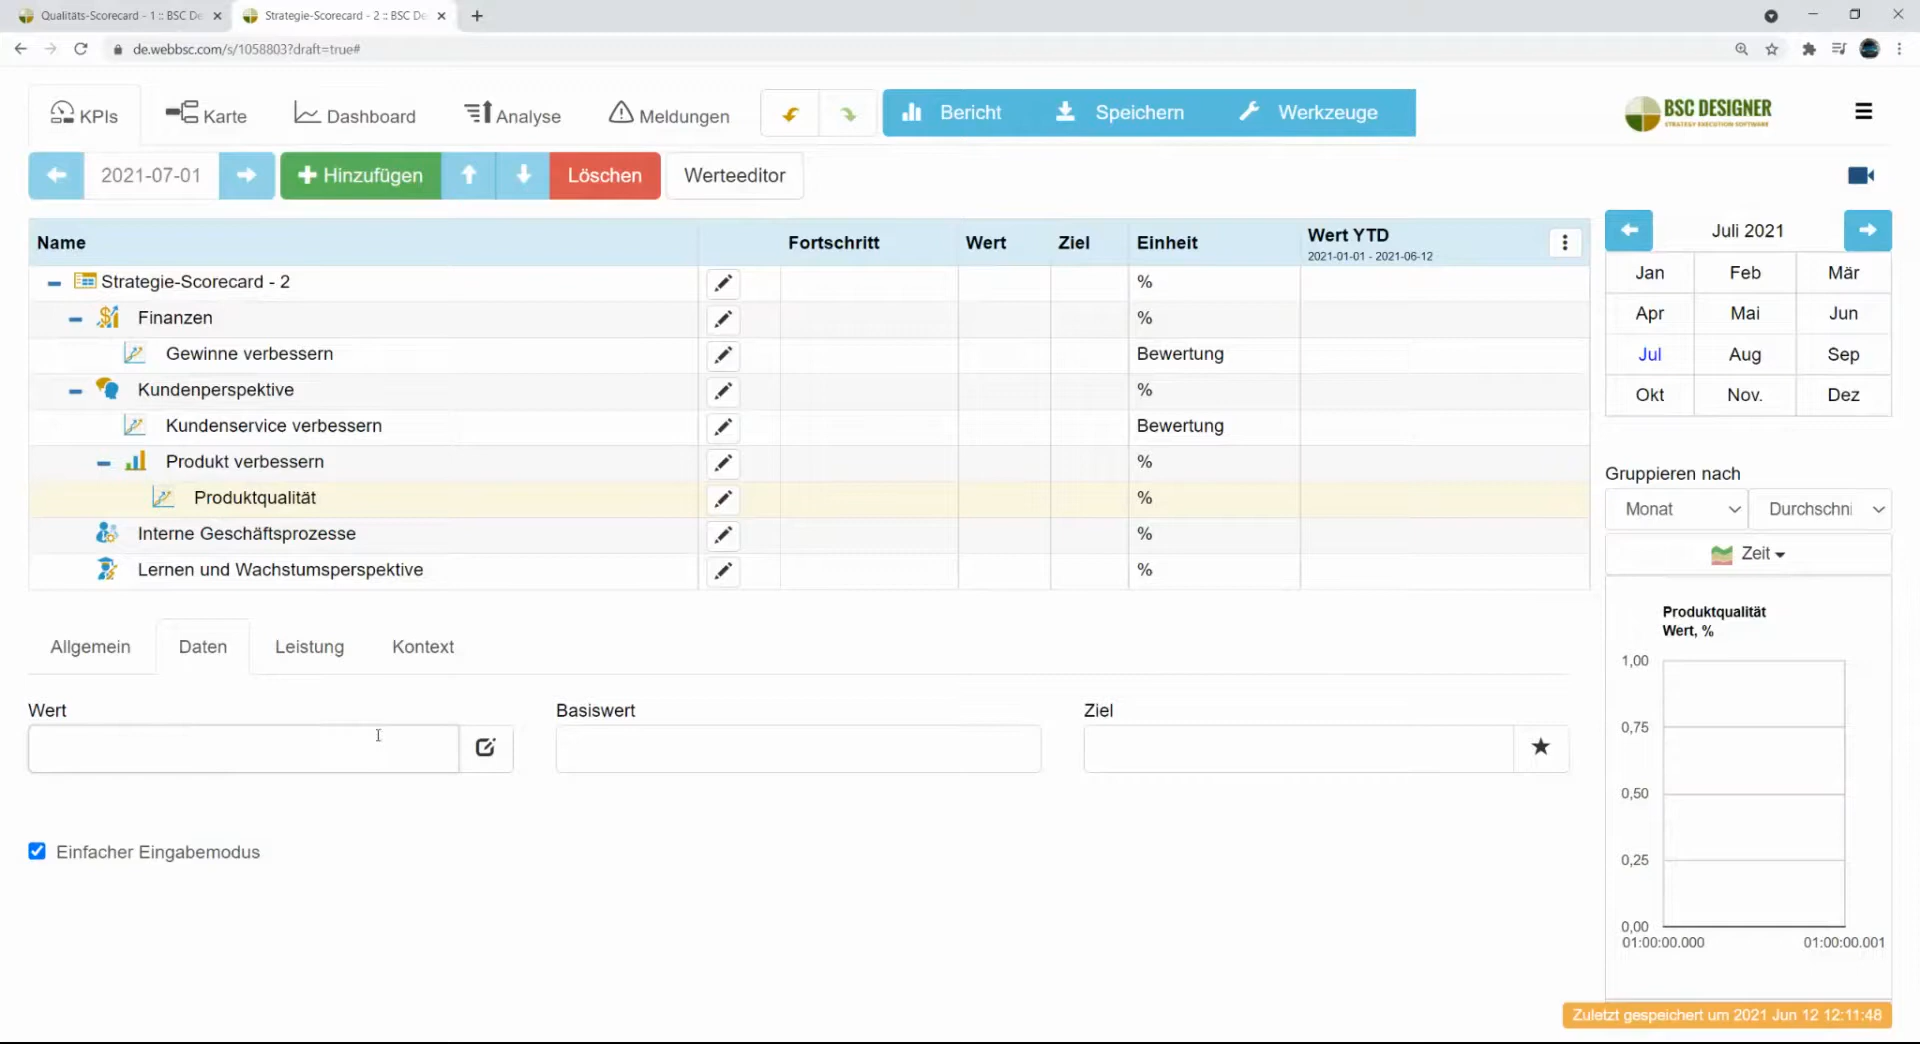 Qualitäts-Scorecard - 1 :: BSC De
Strategie-Scorecard - 2 :: BSC De
de.webbsc.com/s/1058803?draft=true#
KPIs
Karte
Dashboard
Analyse
Meldungen
Bericht
Speichern
Werkzeuge
BSC DESIGNER
STRATEGY EXECUTION SOFTWARE
2021-07-01
Hinzufügen
Löschen
Werteeditor
Name Fortschritt Wert Ziel Einheit Wert YTD
2021-01-01 - 2021-06-12
Strategie-Scorecard - 2 %
Finanzen %
Gewinne verbessern Bewertung
Kundenperspektive %
Kundenservice verbessern Bewertung
Produkt verbessern %
Produktqualität %
Interne Geschäftsprozesse %
Lernen und Wachstumsperspektive %
Juli 2021
Jan Feb Mär
Apr Mai Jun
Jul Aug Sep
Okt Nov. Dez
Gruppieren nach
Monat Durchschni
Zeit
Produktqualität
Wert, %
1,00
0,75
0,50
0,25
0,00
01:00:00.000 01:00:00.001
Allgemein Daten Leistung Kontext
Wert Basiswert Ziel
Einfacher Eingabemodus
Zuletzt gespeichert um 2021 Jun 12 12:11:48